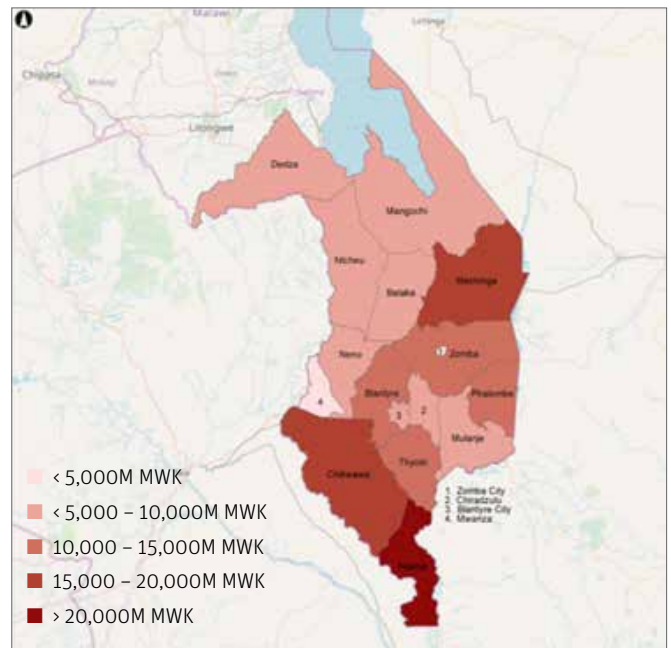 Lichinga
Chipata
Lilongwe
Dedza
Mangochi
Ntcheu
Machinga
Balaka
Neno
1
Zomba
Phalombe
Blantyre
4
3
2
Mulanje
Thyolo
Chikwawa
Nsanje
1. Zomba City
2. Chiradzulu
3. Blantyre City
4. Mwanza
< 5,000M MWK
< 5,000 – 10,000M MWK
10,000 – 15,000M MWK
15,000 – 20,000M MWK
> 20,000M MWK